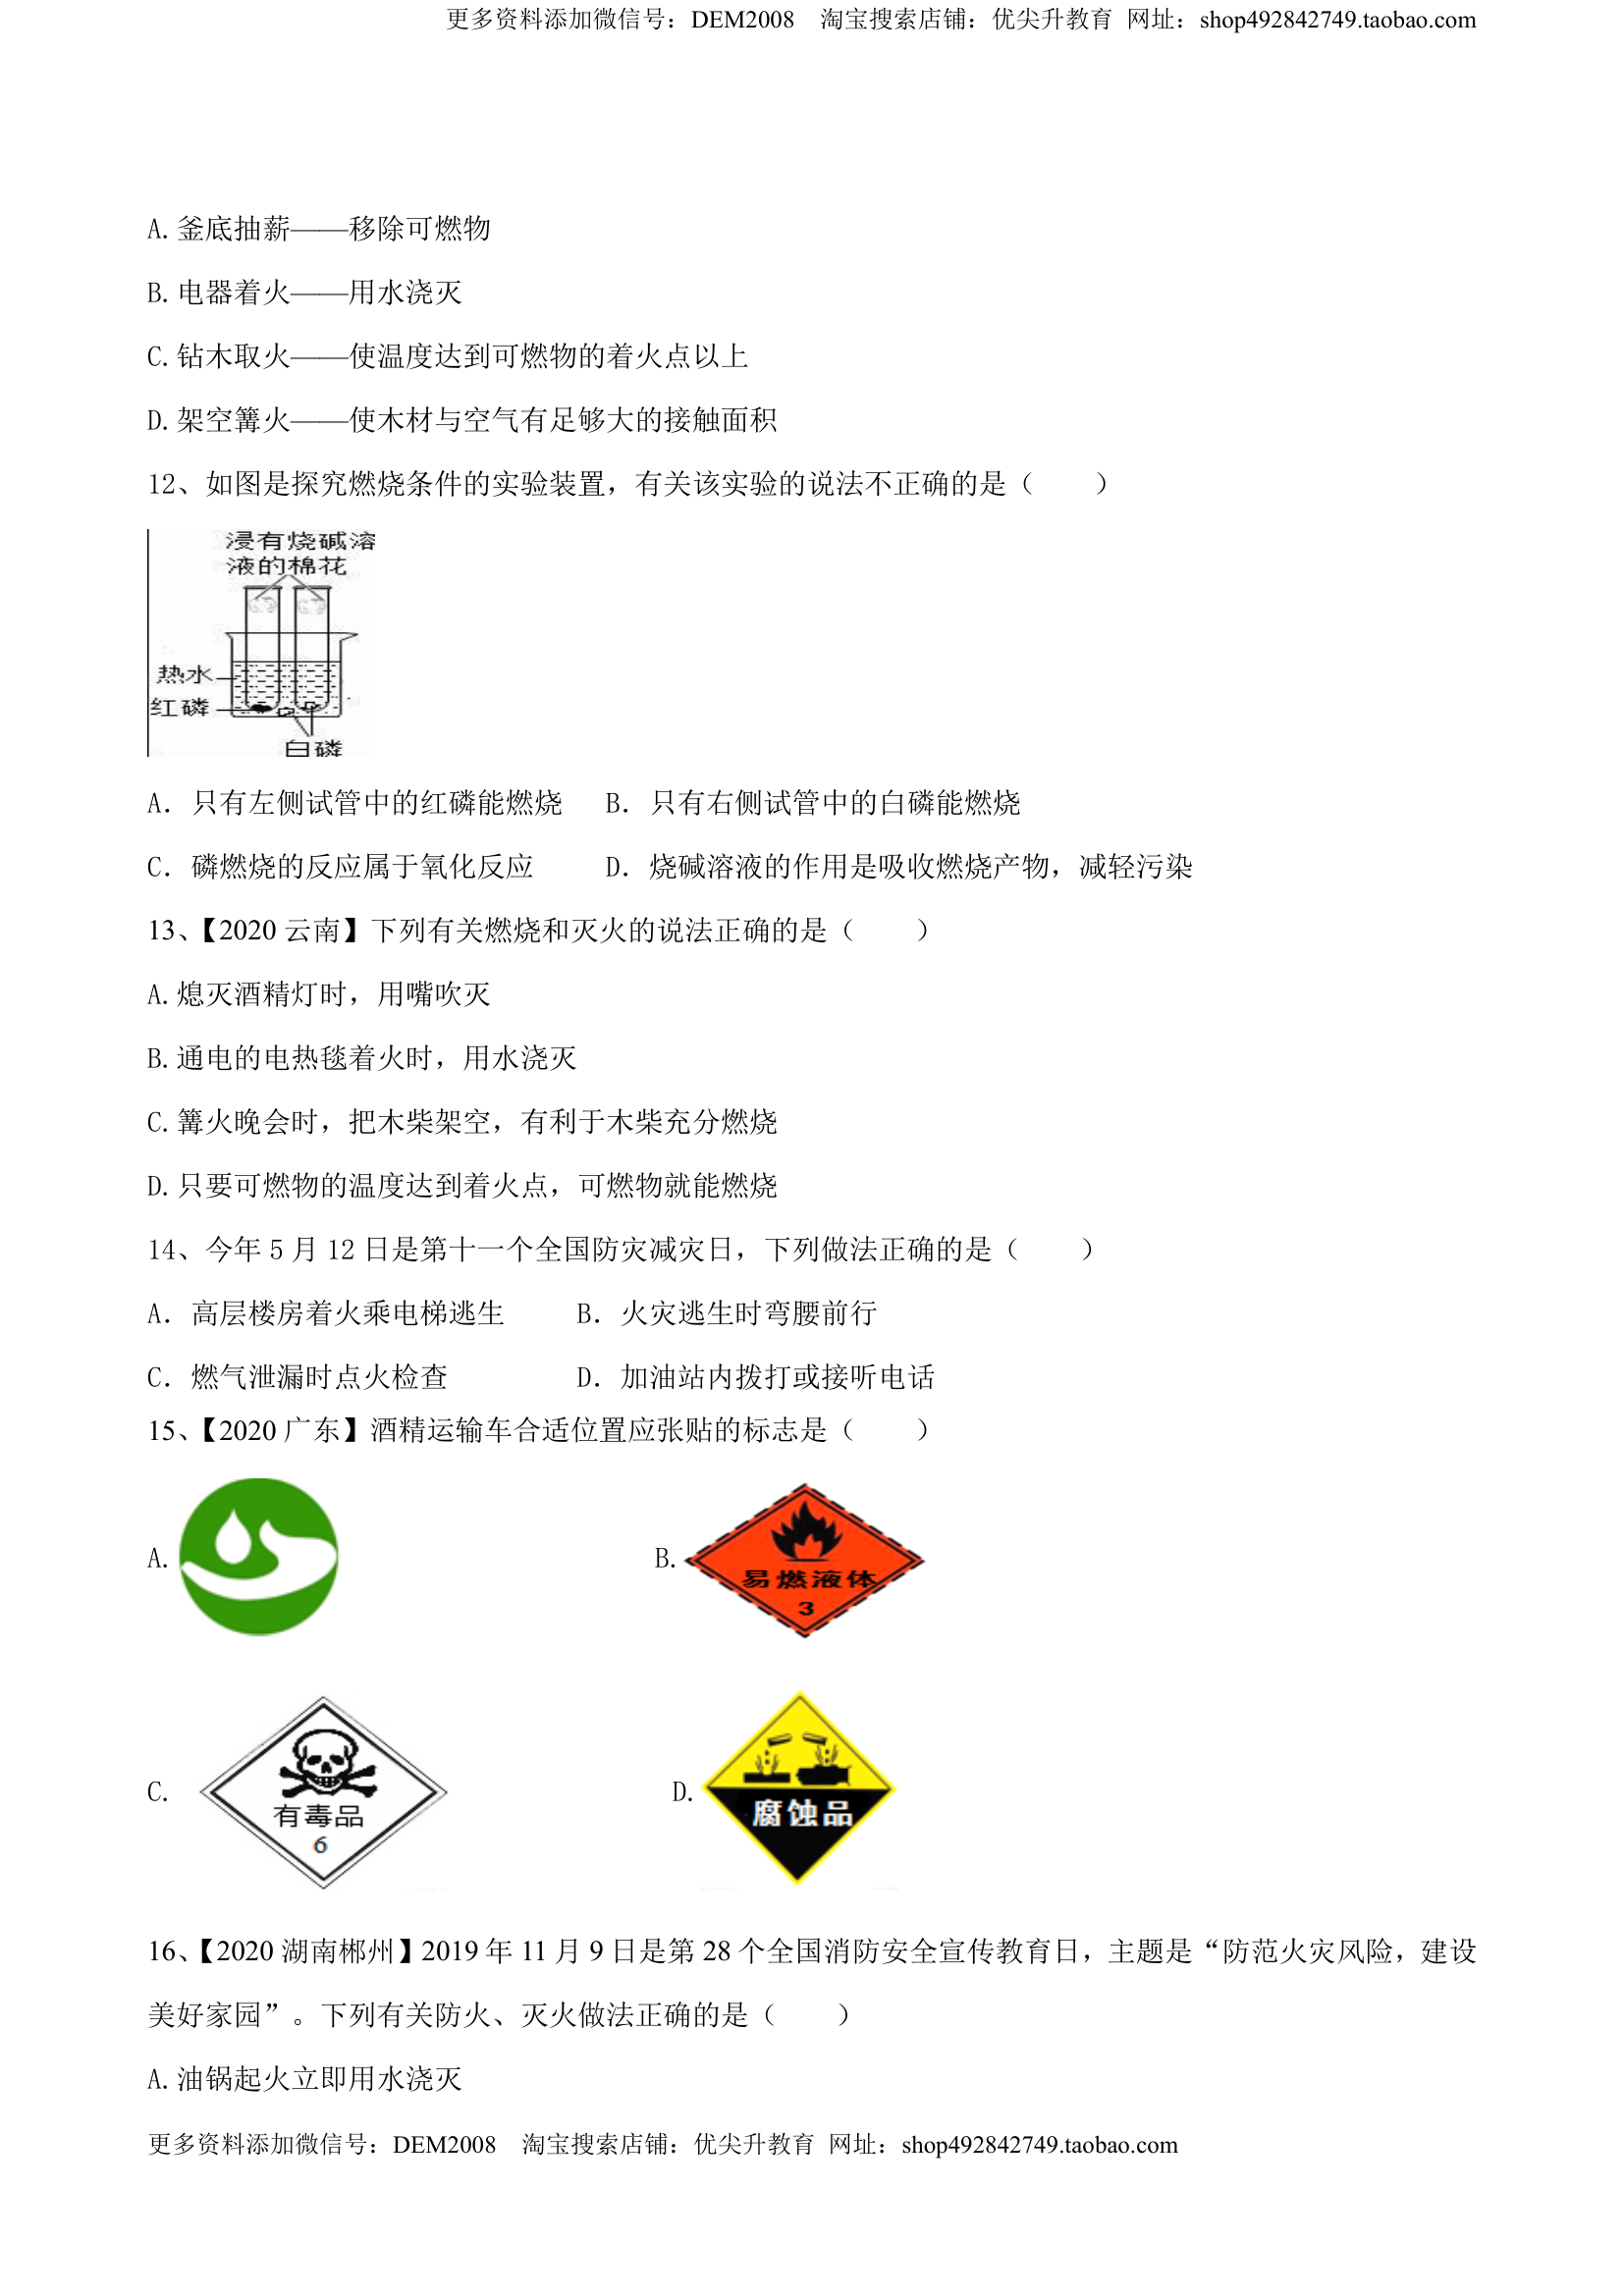 更多资料添加微信号：DEM2008 淘宝搜索店铺：优尖升教育 网址：shop492842749.taobao.com
A.釜底抽薪——移除可燃物
B.电器着火——用水浇灭
C.钻木取火——使温度达到可燃物的着火点以上
D.架空篝火——使木材与空气有足够大的接触面积
12、如图是探究燃烧条件的实验装置，有关该实验的说法不正确的是（ ）
浸有烧碱溶
液的棉花
热水
红磷
白磷
A．只有左侧试管中的红磷能燃烧 B．只有右侧试管中的白磷能燃烧
C．磷燃烧的反应属于氧化反应 D．烧碱溶液的作用是吸收燃烧产物，减轻污染
13、【2020 云南】下列有关燃烧和灭火的说法正确的是（ ）
A.熄灭酒精灯时，用嘴吹灭
B.通电的电热毯着火时，用水浇灭
C.篝火晚会时，把木柴架空，有利于木柴充分燃烧
D.只要可燃物的温度达到着火点，可燃物就能燃烧
14、今年 5 月 12 日是第十一个全国防灾减灾日，下列做法正确的是（ ）
A．高层楼房着火乘电梯逃生 B．火灾逃生时弯腰前行
C．燃气泄漏时点火检查 D．加油站内拨打或接听电话
15、【2020 广东】酒精运输车合适位置应张贴的标志是（ ）
A. B.
易燃液体
3
C. D.
有毒品
6
腐蚀品
16、【2020 湖南郴州】2019 年 11 月 9 日是第 28 个全国消防安全宣传教育日，主题是“防范火灾风险，建设
美好家园”。下列有关防火、灭火做法正确的是（ ）
A.油锅起火立即用水浇灭
更多资料添加微信号：DEM2008 淘宝搜索店铺：优尖升教育 网址：shop492842749.taobao.com